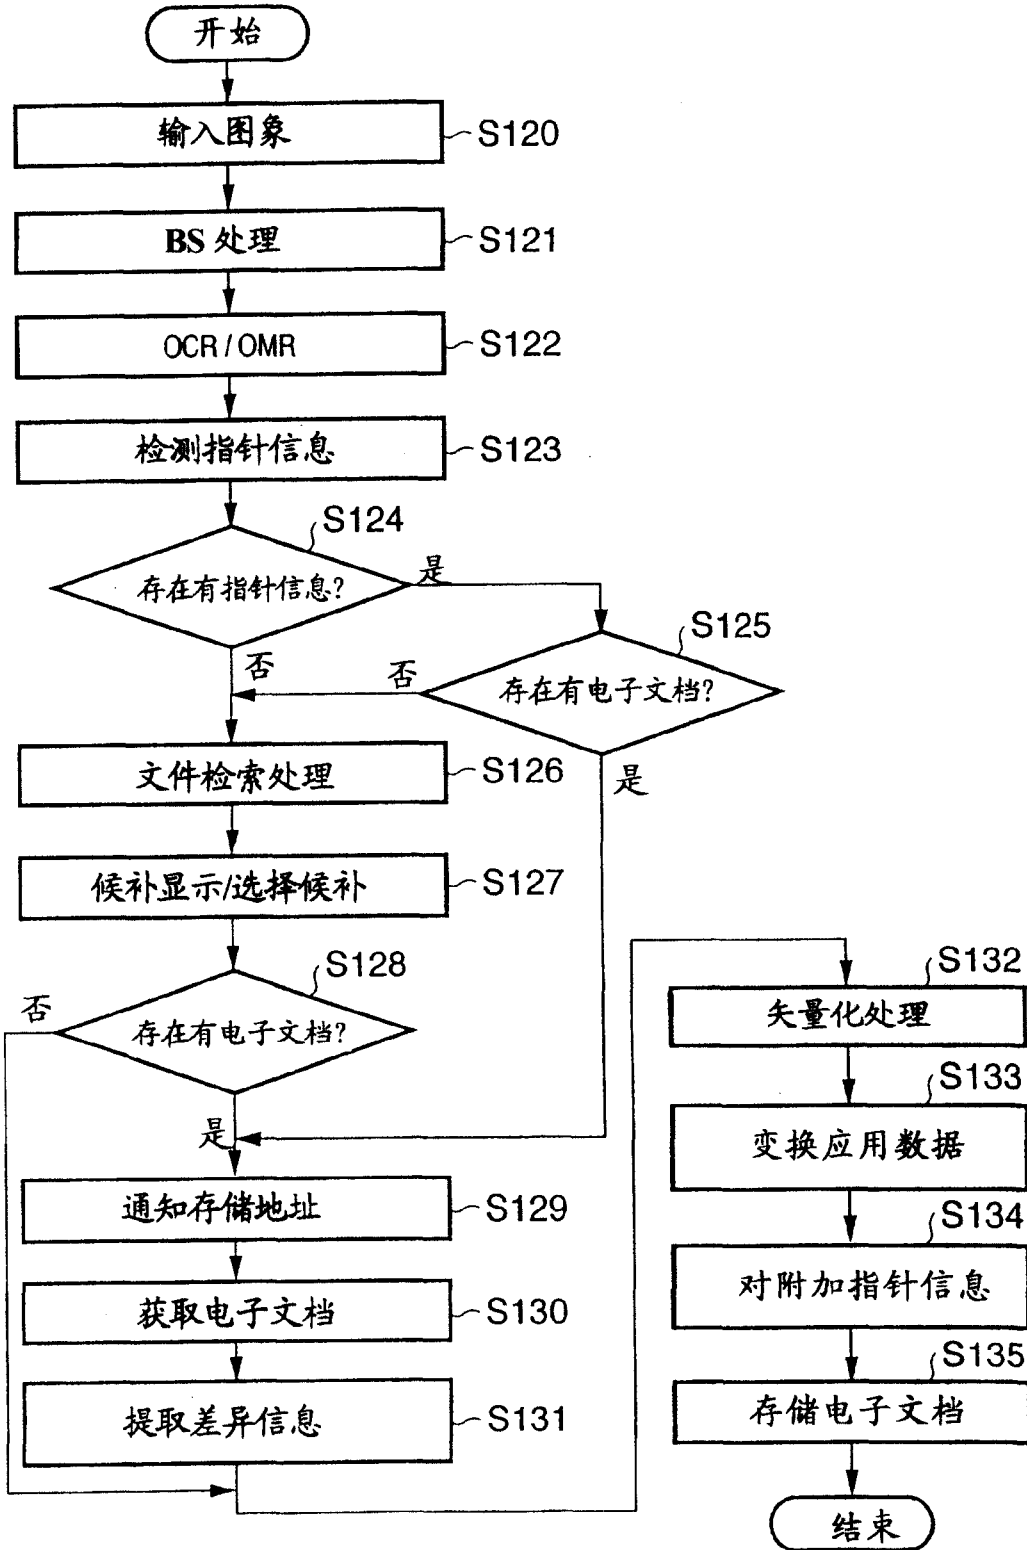 开始
输入图象
S120
BS 处理
S121
OCR / OMR
S122
检测指针信息
S123
S124
存在有指针信息?
是
否
S125
存在有电子文档?
否
是
文件检索处理
S126
候补显示/选择候补
S127
S128
存在有电子文档?
否
是
通知存储地址
S129
获取电子文档
S130
提取差异信息
S131
S132
矢量化处理
S133
变换应用数据
S134
对附加指针信息
S135
存储电子文档
结束